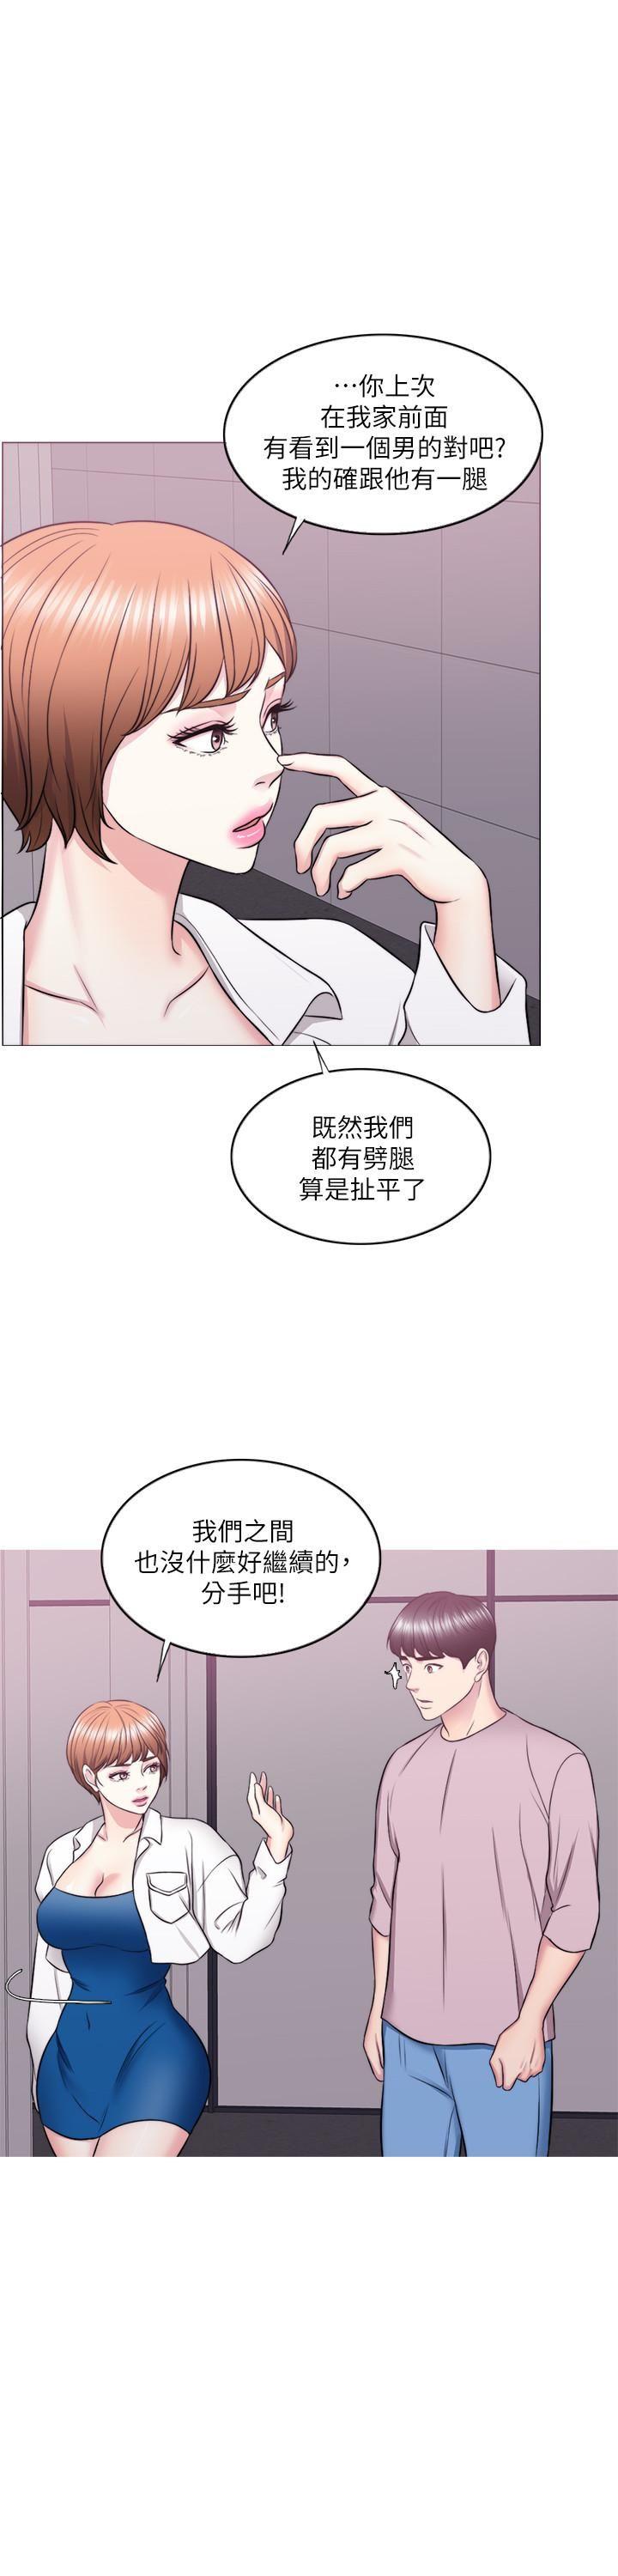 …你上次
在我家前面
有看到一個男的對吧?
我的確跟他有一腿
既然我們
都有劈腿
算是扯平了
我們之間
也沒什麼好繼續的,
分手吧!